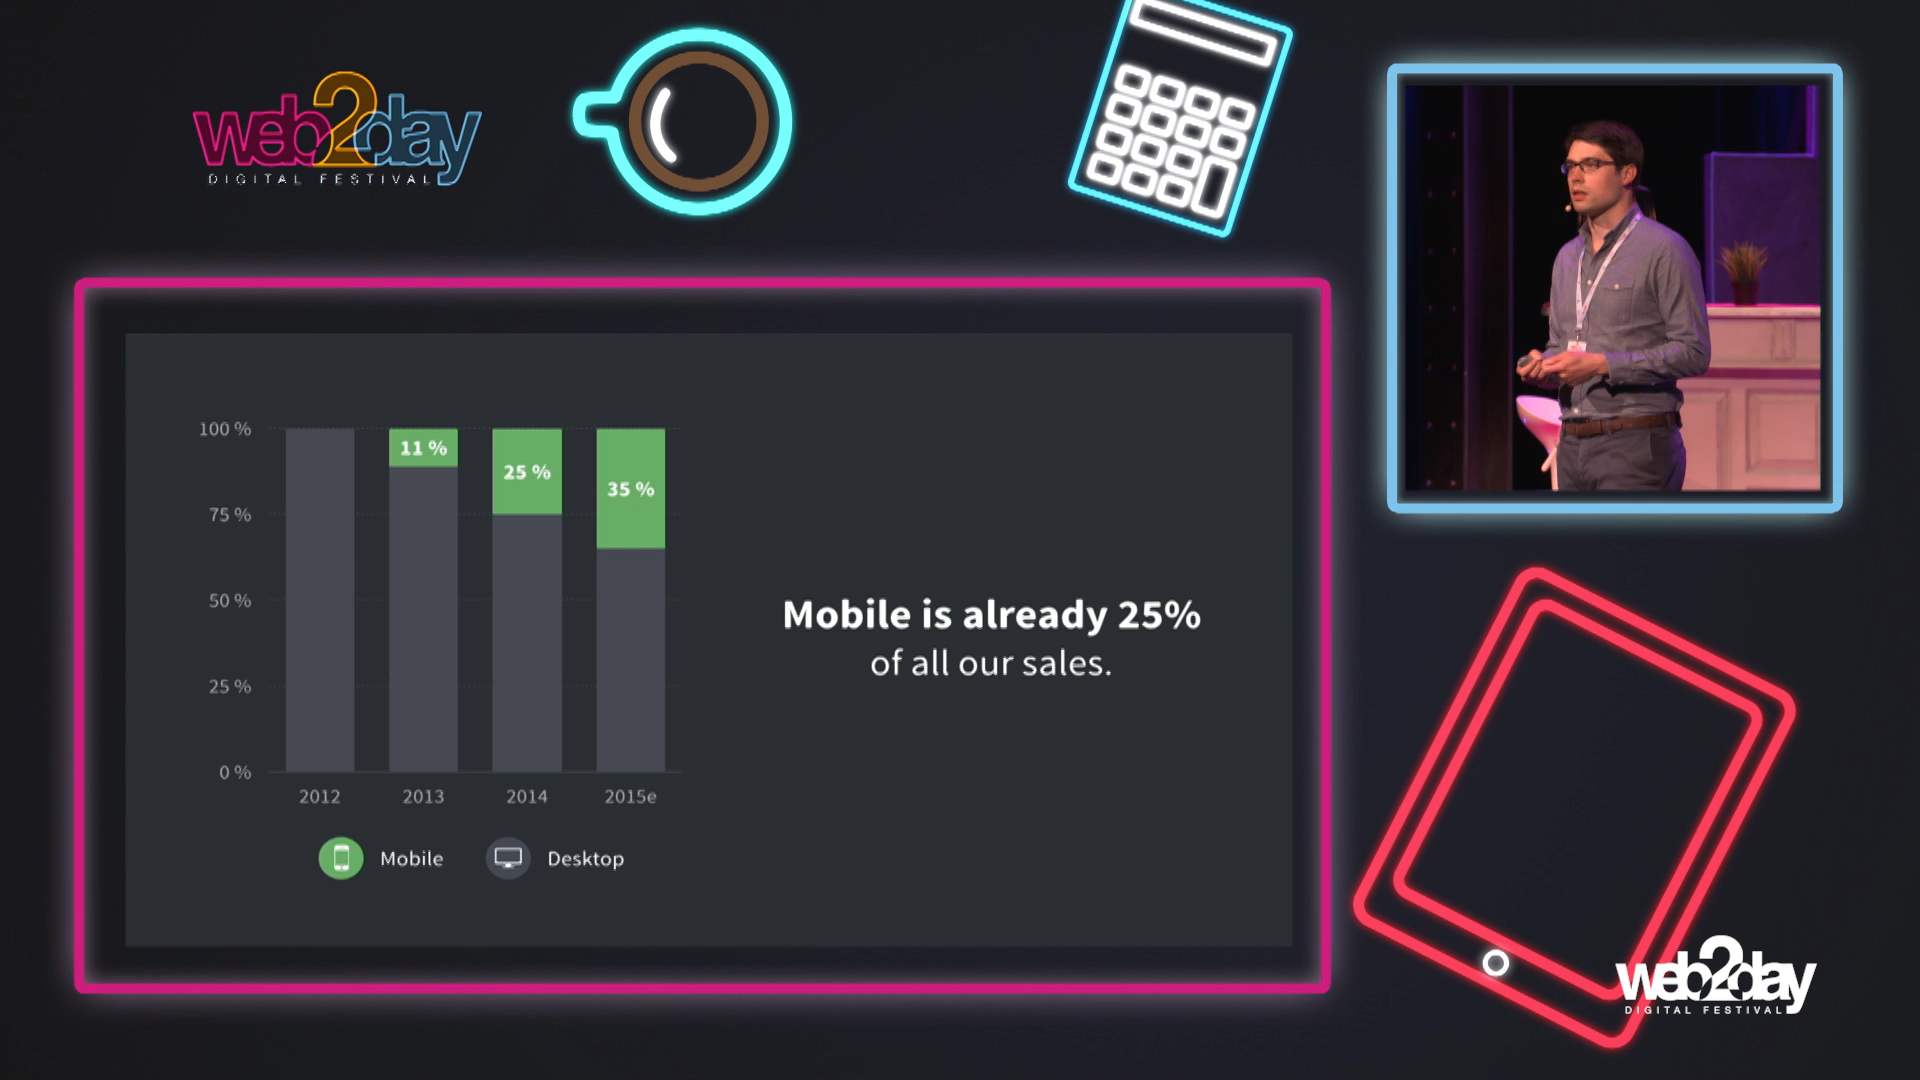 web2day
DIGITAL FESTIVAL
100 %
75 %
50 %
25 %
0 %
11 %
25 %
35 %
2012 2013 2014 2015e
Mobile Desktop
Mobile is already 25%
of all our sales.
web2day
DIGITAL FESTIVAL